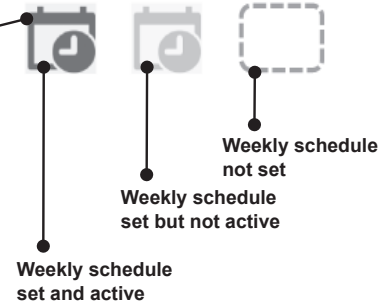 Weekly schedule
not set
Weekly schedule
set but not active
Weekly schedule
set and active